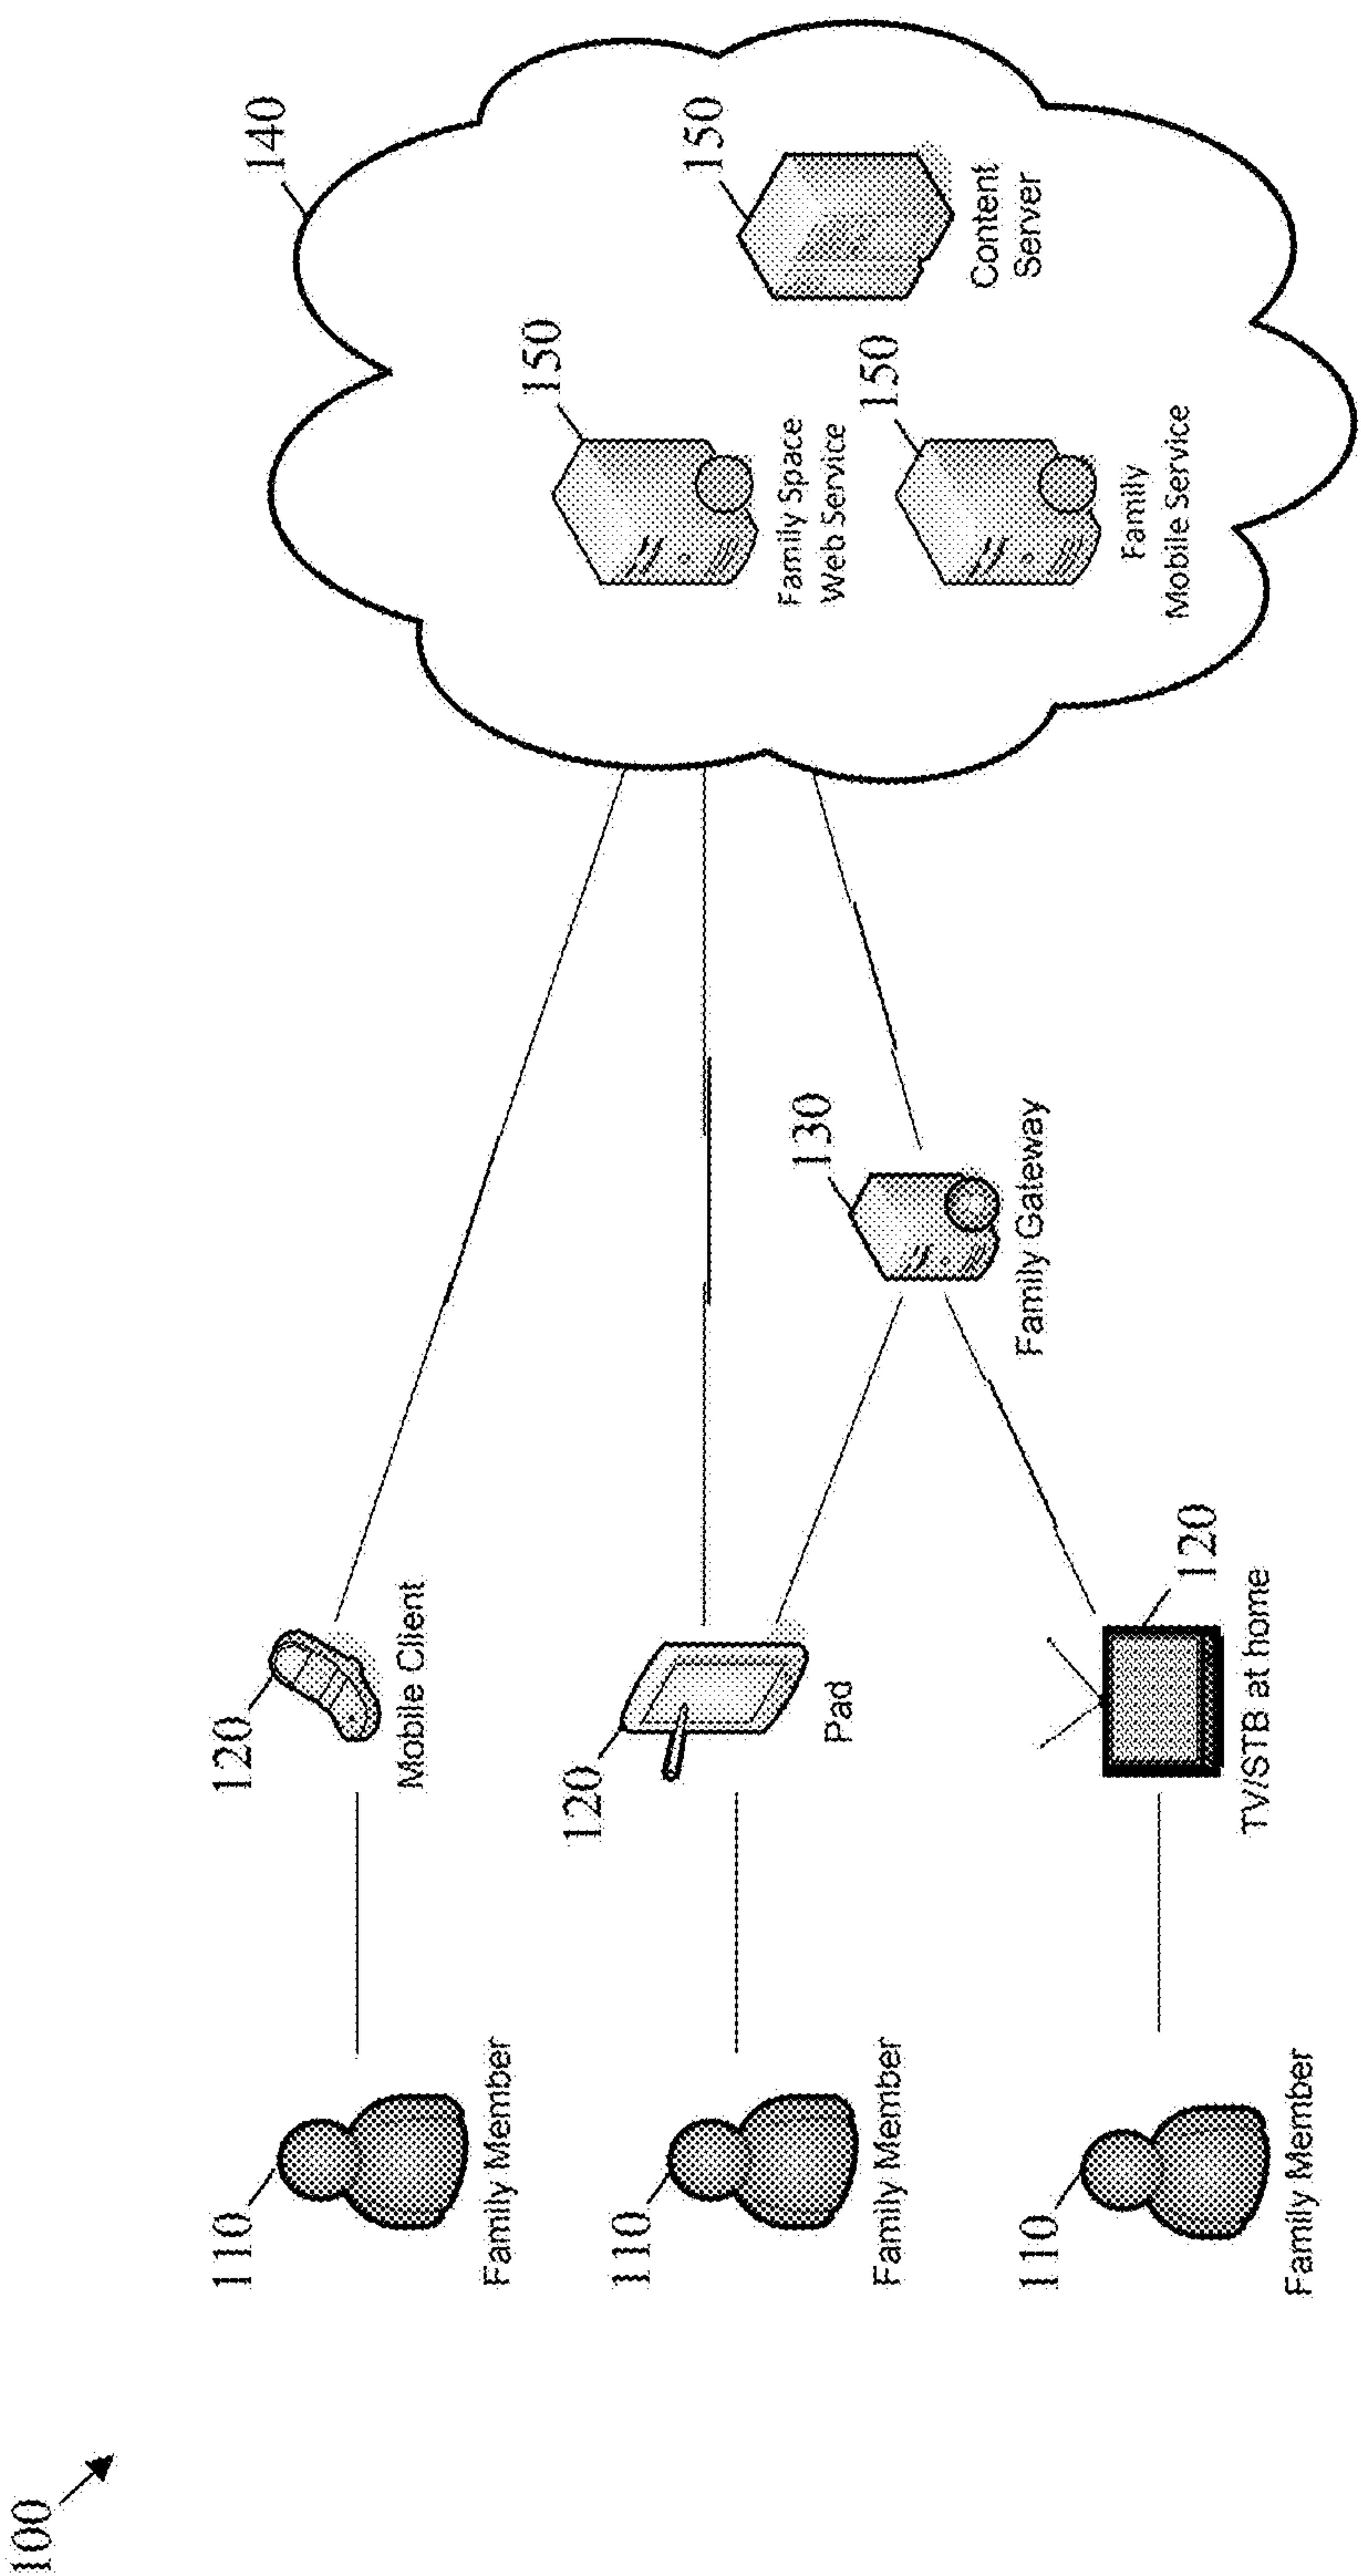 100
110
Family Member
110
Family Member
110
Family Member
120
Mobile Client
120
Pad
120
TV/STB at home
130
Family Gateway
140
150
Family Space
Web Service
150
Family
Mobile Service
150
Content
Server